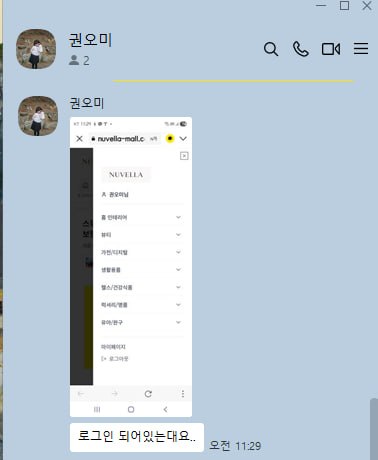 권오미
2
권오미
11:29
nuvella-mall.c
NUVELLA
권오미님
홈 인테리어
뷰티
가전/디지털
생활용품
헬스/건강식품
럭셔리/명품
유아/완구
마이페이지
로그아웃
로그인 되어있는대요..
오전 11:29